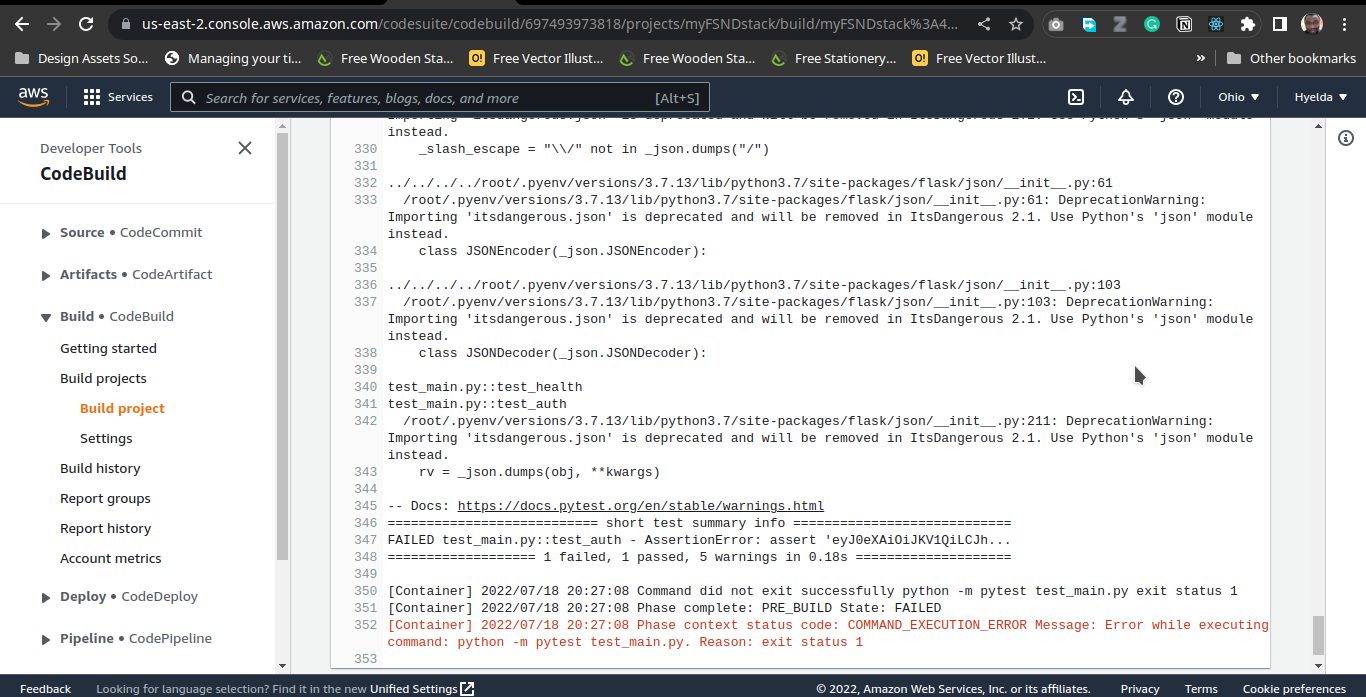 us-east-2.console.aws.amazon.com/codesuite/codebuild/697493973818/projects/myFSNDstack/build/myFSNDstack%3A4...
Design Assets So...
Managing your ti...
Free Wooden Sta...
Free Vector Illust...
Free Wooden Sta...
Free Stationery...
Free Vector Illust...
»
Other bookmarks
aws
Services
Search for services, features, blogs, docs, and more
[Alt+S]
Ohio
Hyelda
Developer Tools
CodeBuild
Source • CodeCommit
Artifacts • CodeArtifact
Build • CodeBuild
Getting started
Build projects
Build project
Settings
Build history
Report groups
Report history
Account metrics
Deploy • CodeDeploy
Pipeline • CodePipeline
Importing 'itsdangerous.json' is deprecated and will be removed in ItsDangerous 2.1. Use Python's 'json' module
instead.
330 _slash_escape = "\\/" not in _json.dumps("/")
331
332 ../../../../root/.pyenv/versions/3.7.13/lib/python3.7/site-packages/flask/json/__init__.py:61
333 /root/.pyenv/versions/3.7.13/lib/python3.7/site-packages/flask/json/__init__.py:61: DeprecationWarning:
Importing 'itsdangerous.json' is deprecated and will be removed in ItsDangerous 2.1. Use Python's 'json' module
instead.
334 class JSONEncoder(_json.JSONEncoder):
335
336 ../../../../root/.pyenv/versions/3.7.13/lib/python3.7/site-packages/flask/json/__init__.py:103
337 /root/.pyenv/versions/3.7.13/lib/python3.7/site-packages/flask/json/__init__.py:103: DeprecationWarning:
Importing 'itsdangerous.json' is deprecated and will be removed in ItsDangerous 2.1. Use Python's 'json' module
instead.
338 class JSONDecoder(_json.JSONDecoder):
339
340 test_main.py::test_health
341 test_main.py::test_auth
342 /root/.pyenv/versions/3.7.13/lib/python3.7/site-packages/flask/json/__init__.py:211: DeprecationWarning:
Importing 'itsdangerous.json' is deprecated and will be removed in ItsDangerous 2.1. Use Python's 'json' module
instead.
343 rv = _json.dumps(obj, **kwargs)
344
345 -- Docs: https://docs.pytest.org/en/stable/warnings.html
346 =========================== short test summary info ============================
347 FAILED test_main.py::test_auth - AssertionError: assert 'eyJ0eXAiOiJKV1QiLCJh...
348 =================== 1 failed, 1 passed, 5 warnings in 0.18s ====================
349
350 [Container] 2022/07/18 20:27:08 Command did not exit successfully python -m pytest test_main.py exit status 1
351 [Container] 2022/07/18 20:27:08 Phase complete: PRE_BUILD State: FAILED
352 [Container] 2022/07/18 20:27:08 Phase context status code: COMMAND_EXECUTION_ERROR Message: Error while executing
command: python -m pytest test_main.py. Reason: exit status 1
353
Feedback
Looking for language selection? Find it in the new Unified Settings
© 2022, Amazon Web Services, Inc. or its affiliates.
Privacy
Terms
Cookie preferences